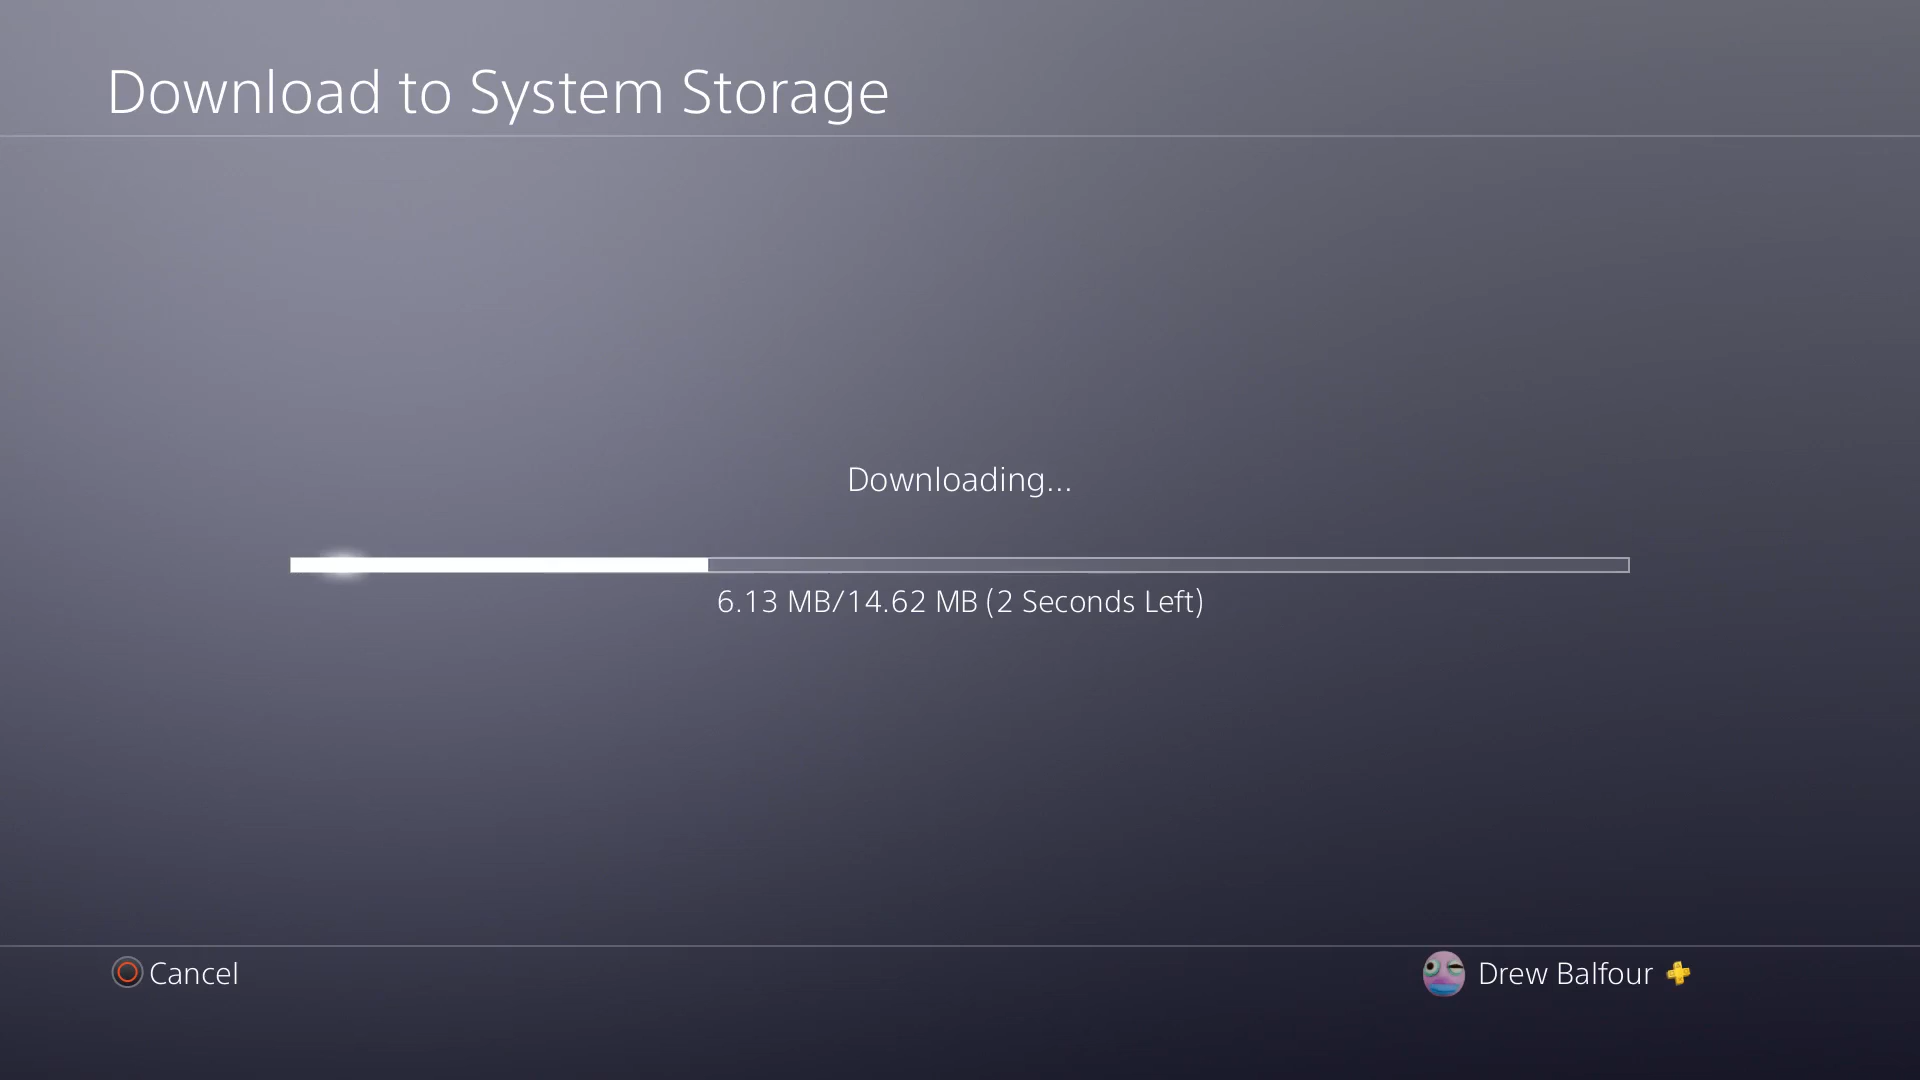 Download to System Storage
Downloading...
6.13 MB/14.62 MB (2 Seconds Left)
Cancel
Drew Balfour